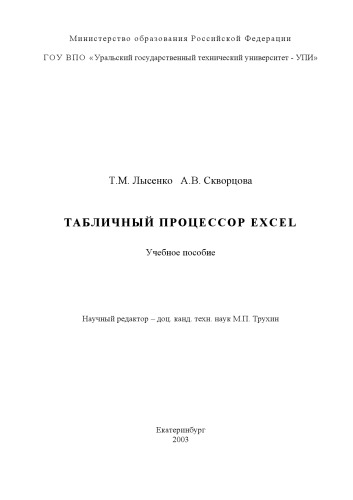 Министерство образования Российской Федерации
ГОУ ВПО «Уральский государственный технический университет - УПИ»
Т.М. Лысенко А.В. Скворцова
ТАБЛИЧНЫЙ ПРОЦЕССОР EXCEL
Учебное пособие
Научный редактор – доц. канд. техн. наук М.П. Трухин
Екатеринбург
2003